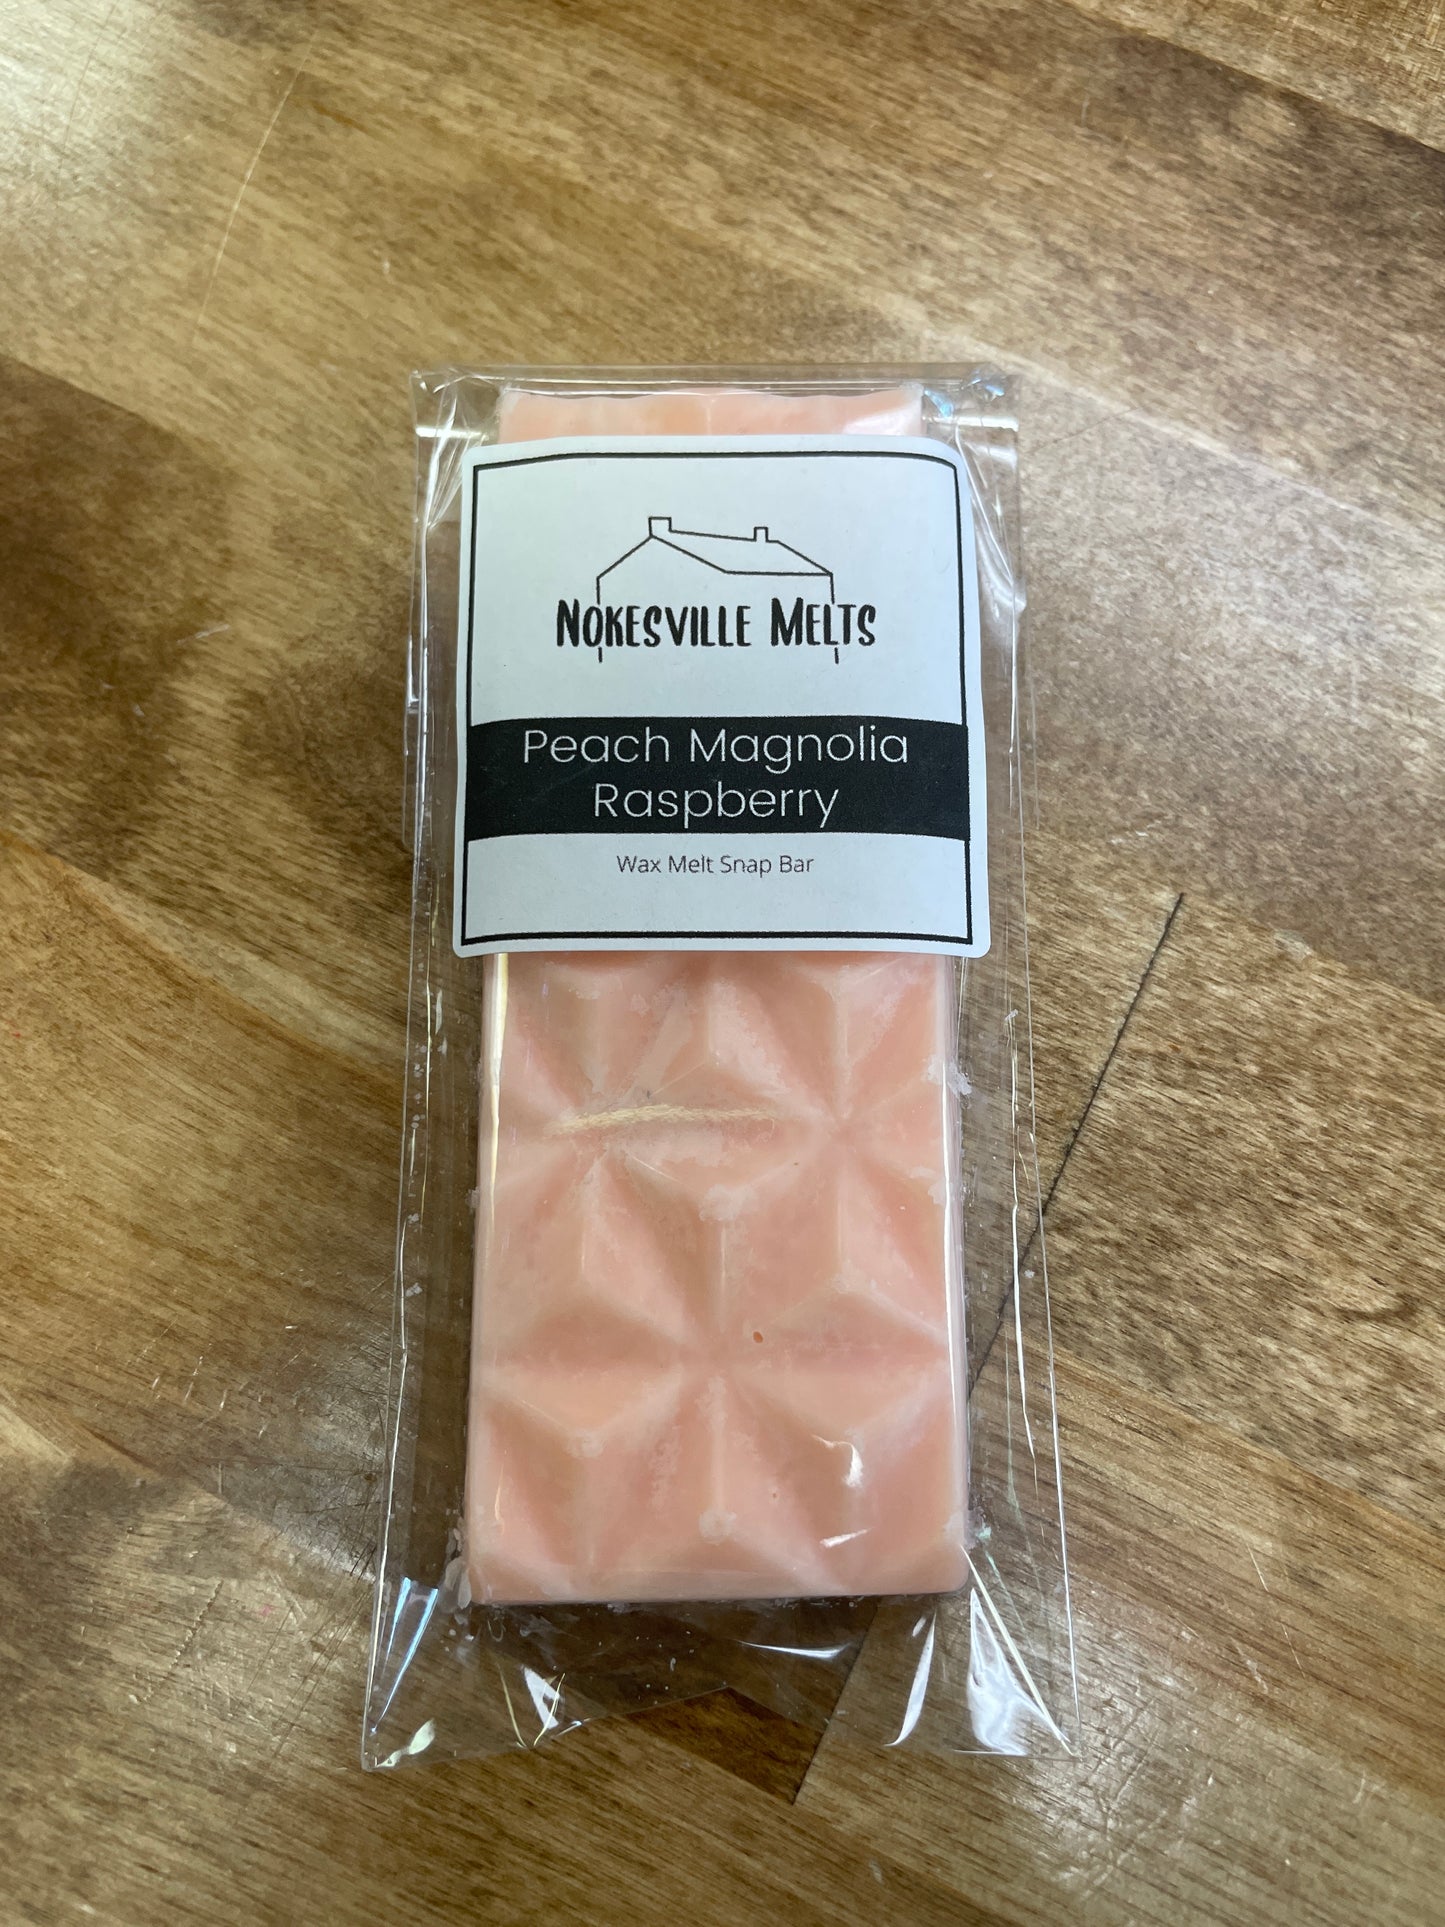 Nokesville Melts
Peach Magnolia
Raspberry
Wax Melt Snap Bar